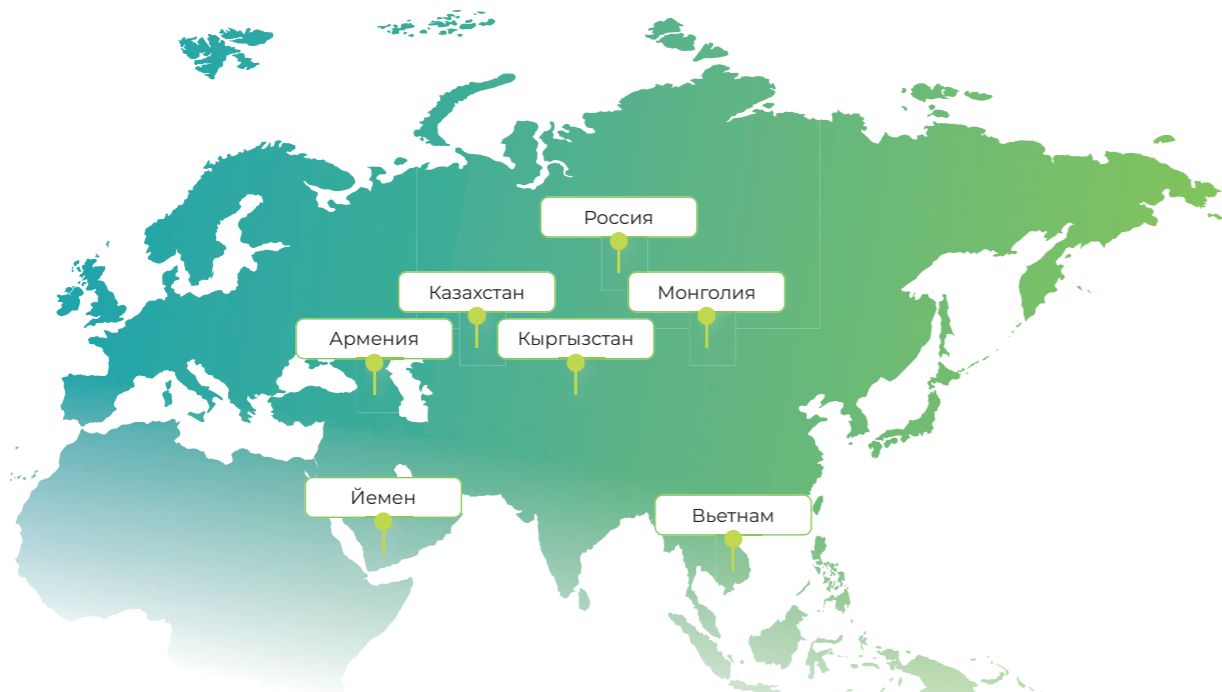 Россия
Казахстан
Монголия
Армения
Кыргызстан
Йемен
Вьетнам